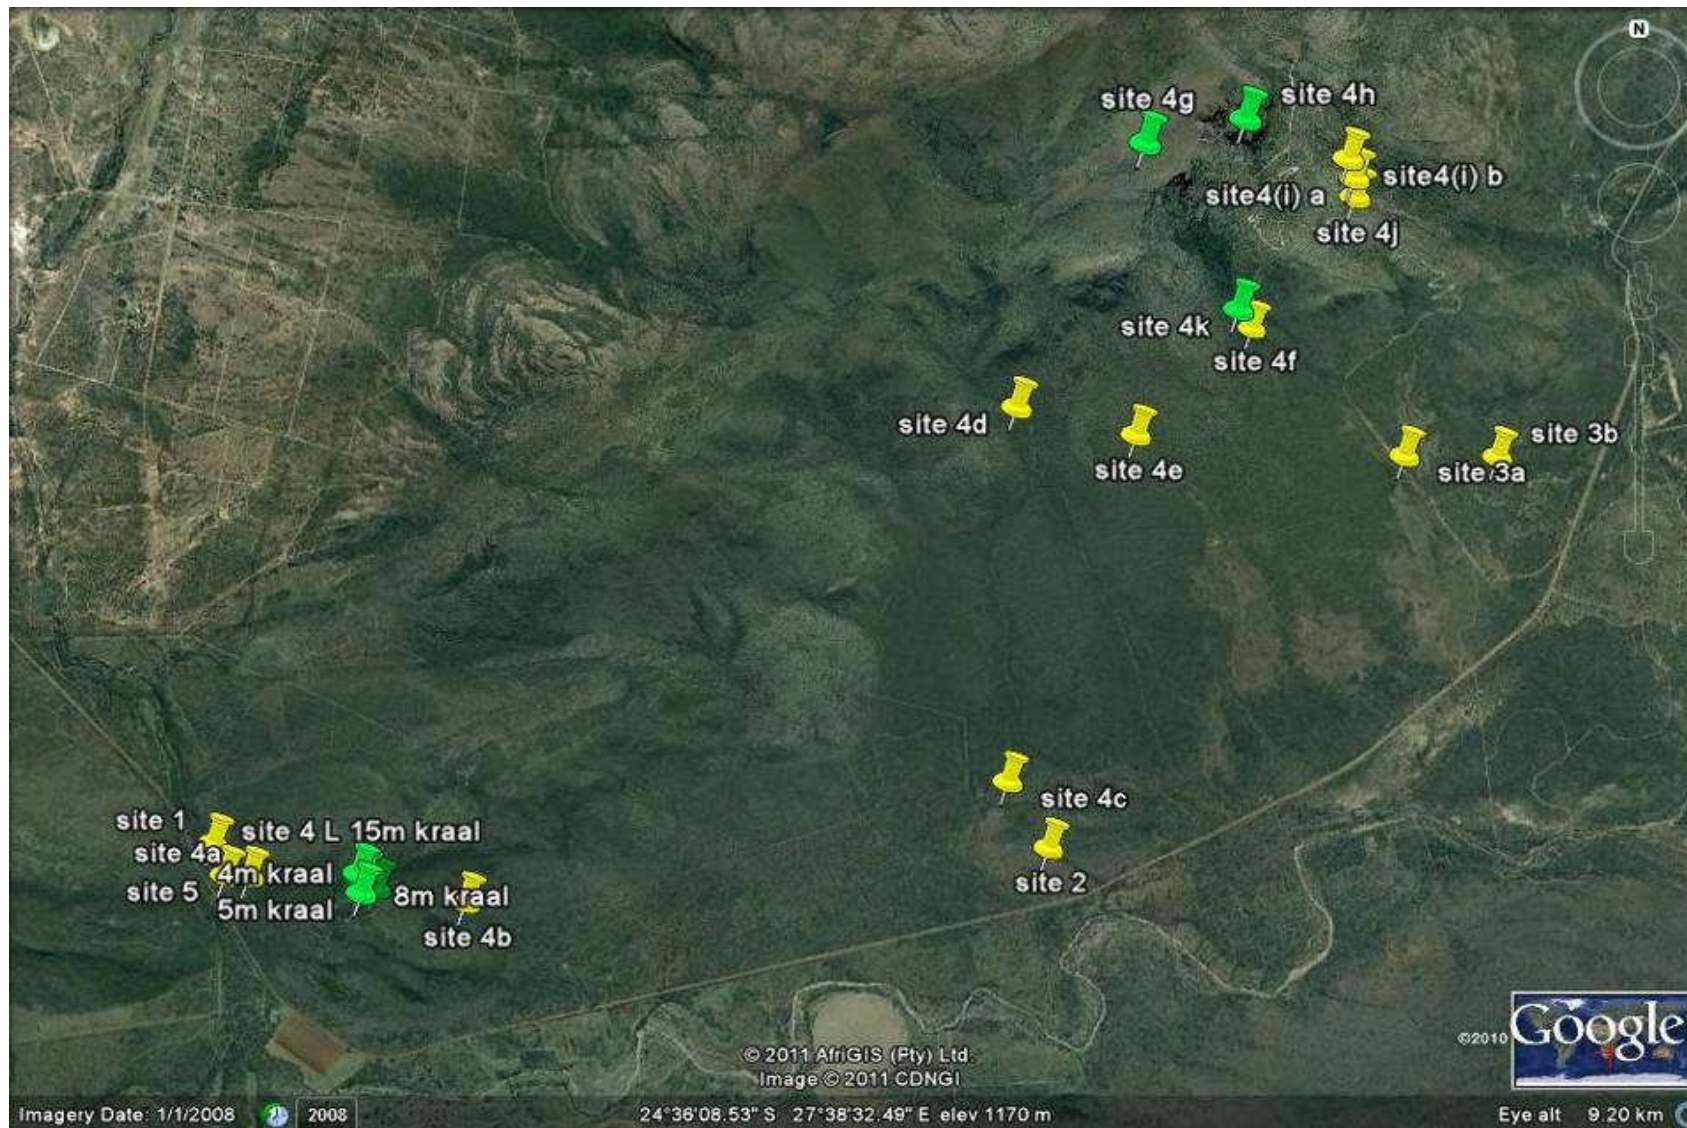 N
site 4g
site 4h
site4(i) b
site4(i) a
site 4j
site 4k
site 4f
site 4d
site 4e
site 3b
site 3a
site 4c
site 2
site 1
site 4 L 15m kraal
site 4a
4m kraal
site 5
5m kraal
8m kraal
site 4b
© 2011 AfriGIS (Pty) Ltd.
Image © 2011 CDNGI
©2010 Google
Imagery Date: 1/1/2008
2008
24°36'08.53" S 27°38'32.49" E elev 1170 m
Eye alt 9.20 km